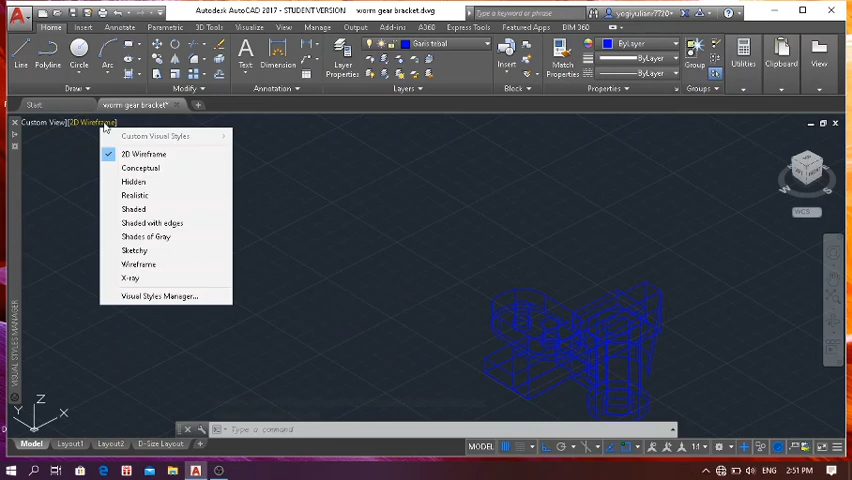 Autodesk AutoCAD 2017 - STUDENT VERSION worm gear bracket.dwg
Type a keyword or phrase
yogiyulianr7720
Home Insert Annotate Parametric 3D Tools Visualize View Manage Output Add-ins A360 Express Tools Featured Apps BIM 360
Garis tebal
ByLayer
ByLayer
ByLayer
Line Polyline Circle Arc
Text Dimension
Layer Properties
Insert
Match Properties
Group
Utilities Clipboard View
Draw Modify Annotation Layers Block Properties Groups
Start worm gear bracket*
Custom View][2D Wireframe]
Custom Visual Styles
2D Wireframe
Conceptual
Hidden
Realistic
Shaded
Shaded with edges
Shades of Gray
Sketchy
Wireframe
X-ray
Visual Styles Manager...
W S
WCS
VISUAL STYLES MANAGER
Z
Y X
Type a command
Model Layout1 Layout2 D-Size Layout
MODEL 1:1
ENG 2:51 PM